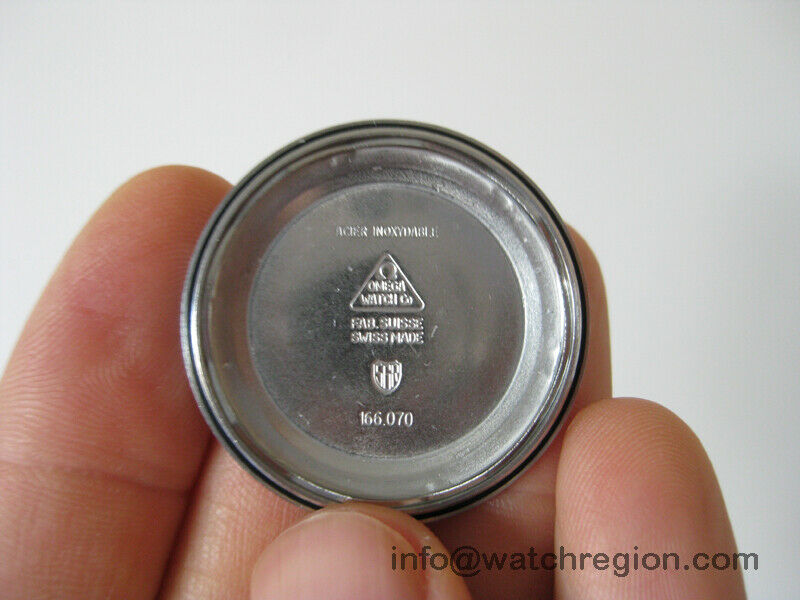 ACIER INOXYDABLE
Ω
OMEGA
WATCH Co
FAB. SUISSE
SWISS MADE
166.070
info@watchregion.com